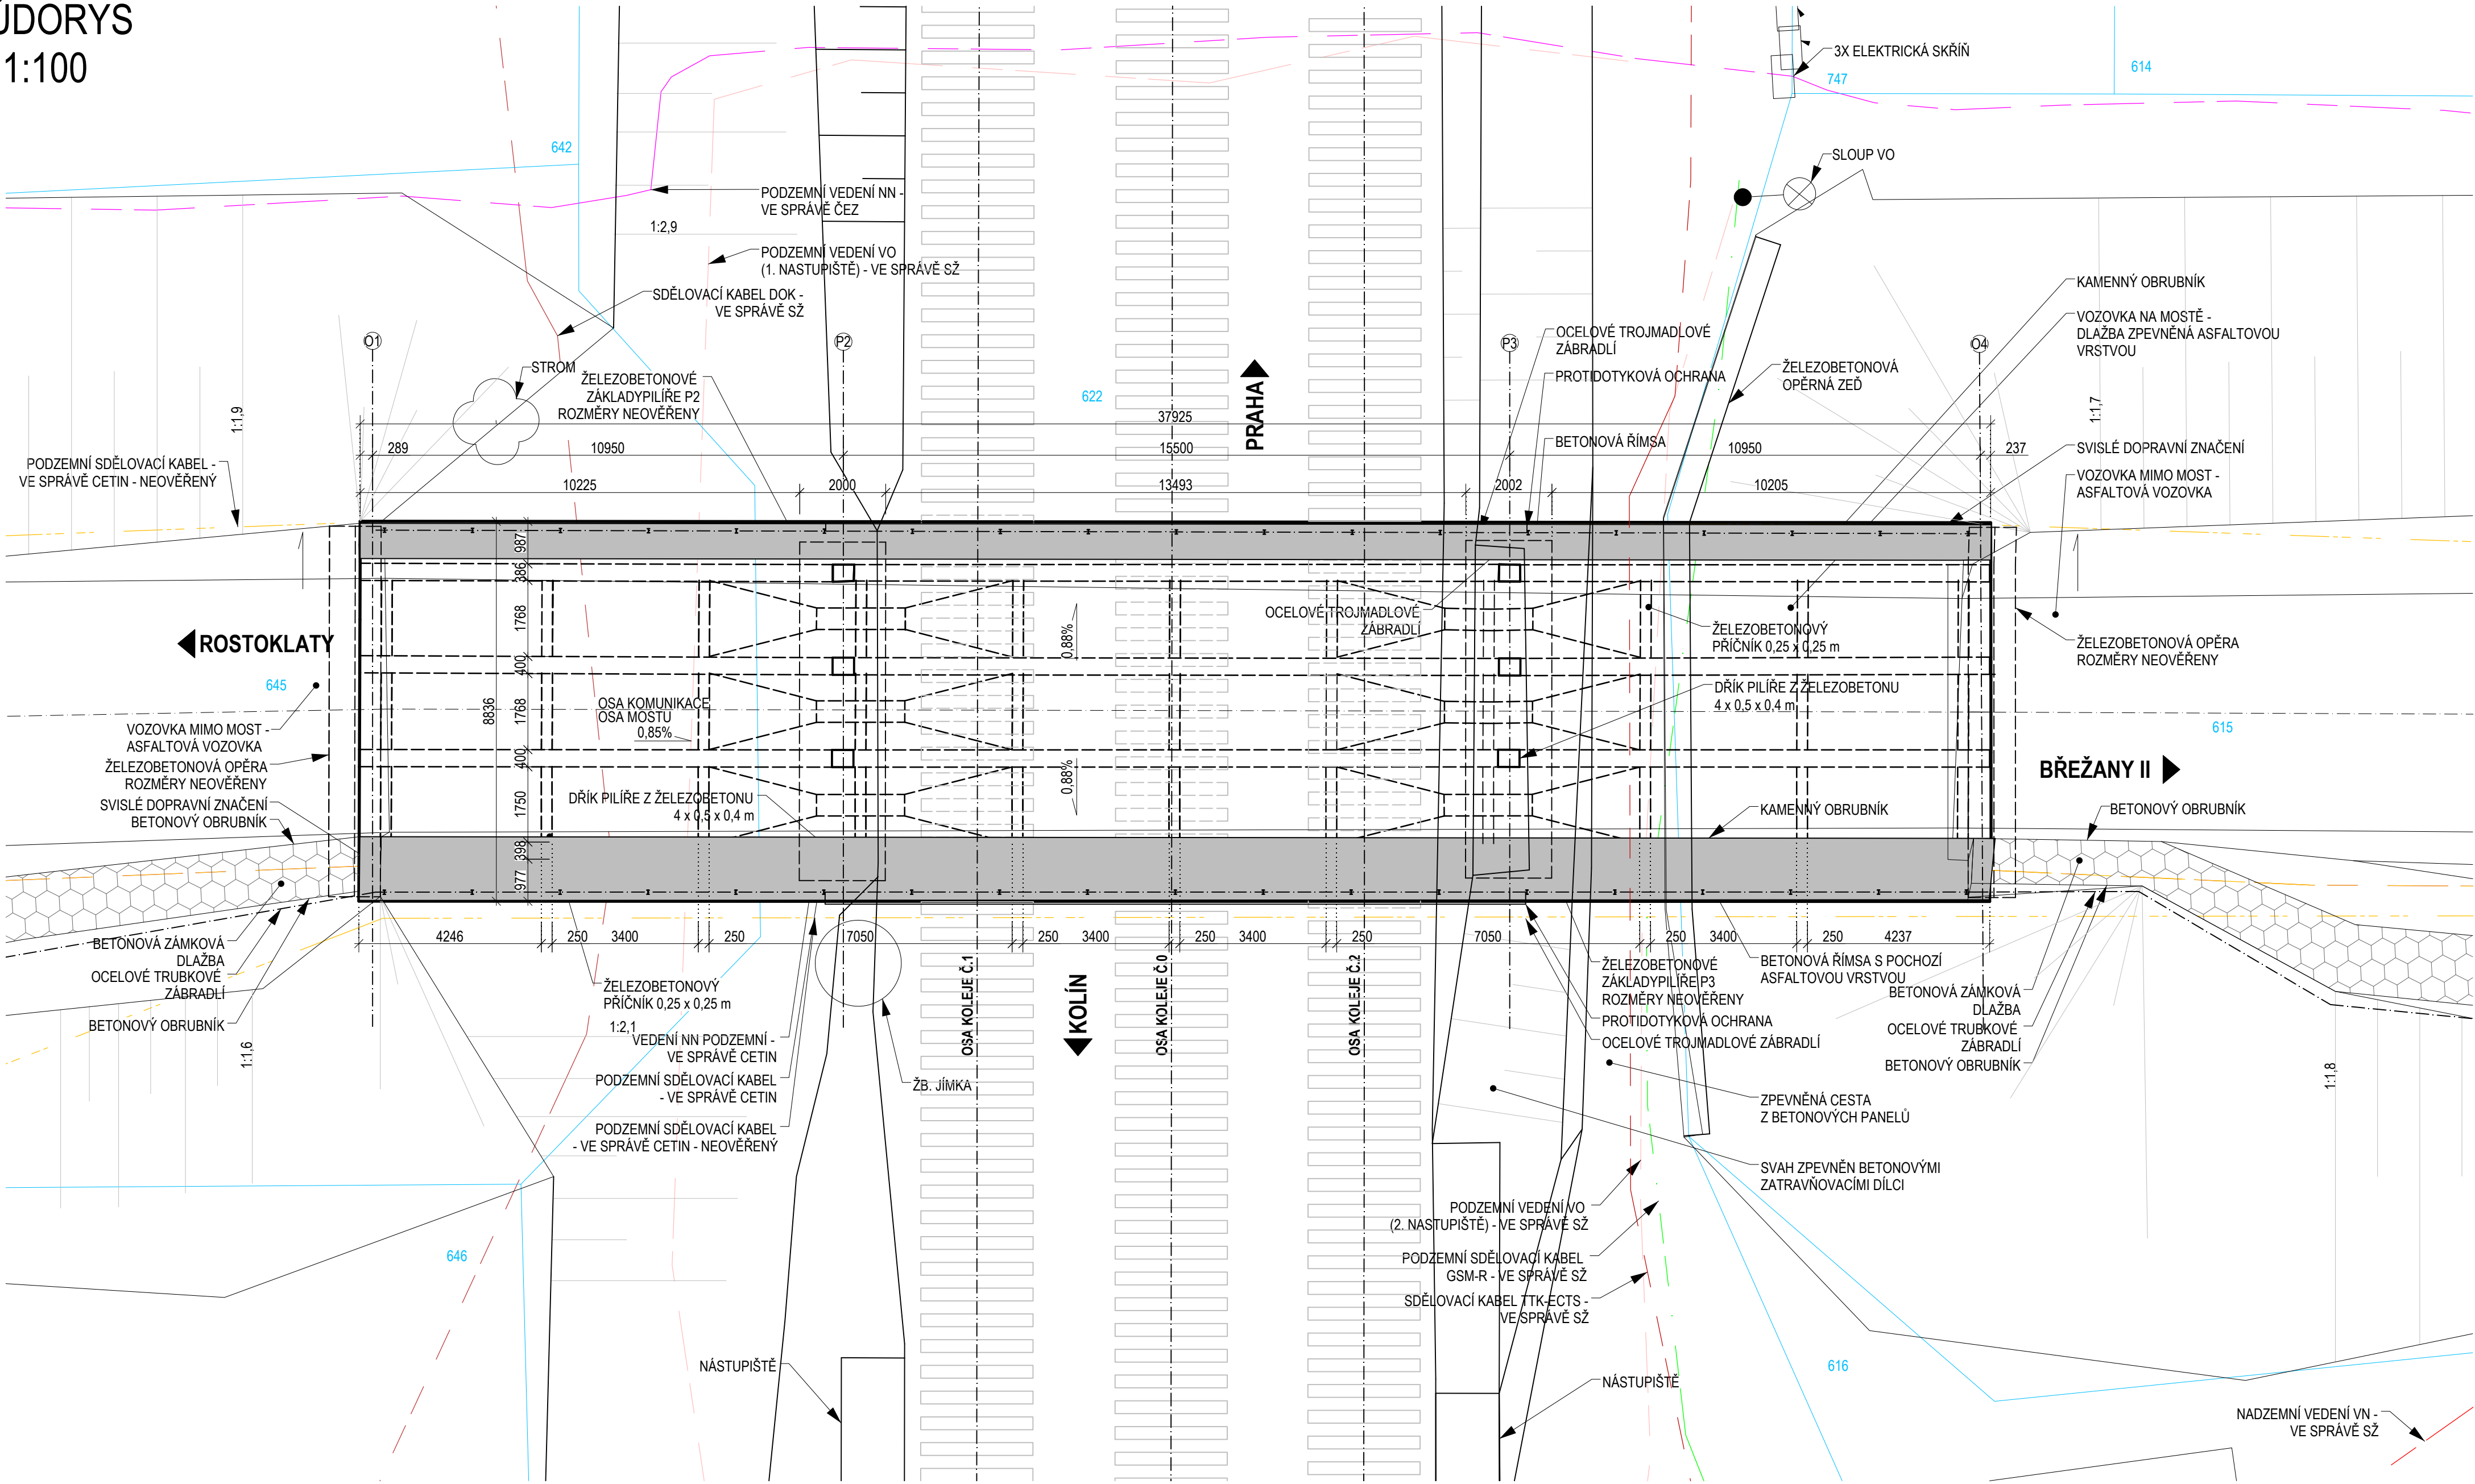 ŮDORYS
1:100
3X ELEKTRICKÁ SKŘÍŇ
747
614
642
SLOUP VO
PODZEMNÍ VEDENÍ NN -
VE SPRÁVĚ ČEZ
1:2,9
PODZEMNÍ VEDENÍ VO
(1. NASTUPIŠTĚ) - VE SPRÁVĚ SŽ
SDĚLOVACÍ KABEL DOK -
VE SPRÁVĚ SŽ
KAMENNÝ OBRUBNÍK
VOZOVKA NA MOSTĚ -
DLAŽBA ZPEVNĚNÁ ASFALTOVOU
VRSTVOU
O1
P2
P3
O4
OCELOVÉ TROJMADLOVÉ
ZÁBRADLÍ
STROM
ŽELEZOBETONOVÉ
ZÁKLADYPILÍŘE P2
ROZMĚRY NEOVĚŘENY
622
PRAHA
PROTIDOTYKOVÁ OCHRANA
ŽELEZOBETONOVÁ
OPĚRNÁ ZEĎ
1:1,9
1:1,7
37925
BETONOVÁ ŘÍMSA
289
10950
15500
10950
237
SVISLÉ DOPRAVNÍ ZNAČENÍ
PODZEMNÍ SDĚLOVACÍ KABEL -
VE SPRÁVĚ CETIN - NEOVĚŘENÝ
VOZOVKA MIMO MOST -
ASFALTOVÁ VOZOVKA
10225
2000
13493
2002
10205
987
386
1768
400
1768
400
1750
398
977
8836
OCELOVÉ TROJMADLOVÉ
ZÁBRADLÍ
0,88%
0,88%
ŽELEZOBETONOVÝ
PŘÍČNÍK 0,25 x 0,25 m
ŽELEZOBETONOVÁ OPĚRA
ROZMĚRY NEOVĚŘENY
ROSTOKLATY
645
DŘÍK PILÍŘE Z ŽELEZOBETONU
4 x 0,5 x 0,4 m
OSA KOMUNIKACE
OSA MOSTU
0,85%
615
VOZOVKA MIMO MOST -
ASFALTOVÁ VOZOVKA
ŽELEZOBETONOVÁ OPĚRA
ROZMĚRY NEOVĚŘENY
BŘEŽANY II
SVISLÉ DOPRAVNÍ ZNAČENÍ
BETONOVÝ OBRUBNÍK
DŘÍK PILÍŘE Z ŽELEZOBETONU
4 x 0,5 x 0,4 m
KAMENNÝ OBRUBNÍK
BETONOVÝ OBRUBNÍK
4246
250
3400
250
7050
250
3400
250
3400
250
7050
250
3400
250
4237
BETONOVÁ ZÁMKOVÁ
DLAŽBA
OCELOVÉ TRUBKOVÉ
ZÁBRADLÍ
BETONOVÝ OBRUBNÍK
1:1,6
ŽELEZOBETONOVÝ
PŘÍČNÍK 0,25 x 0,25 m
1:2,1
VEDENÍ NN PODZEMNÍ -
VE SPRÁVĚ CETIN
PODZEMNÍ SDĚLOVACÍ KABEL
- VE SPRÁVĚ CETIN
PODZEMNÍ SDĚLOVACÍ KABEL
- VE SPRÁVĚ CETIN - NEOVĚŘENÝ
ŽB. JÍMKA
OSA KOLEJE Č.1
KOLÍN
OSA KOLEJE Č 0
OSA KOLEJE Č.2
ŽELEZOBETONOVÉ
ZÁKLADYPILÍŘE P3
ROZMĚRY NEOVĚŘENY
PROTIDOTYKOVÁ OCHRANA
OCELOVÉ TROJMADLOVÉ ZÁBRADLÍ
BETONOVÁ ŘÍMSA S POCHOZÍ
ASFALTOVOU VRSTVOU
BETONOVÁ ZÁMKOVÁ
DLAŽBA
OCELOVÉ TRUBKOVÉ
ZÁBRADLÍ
BETONOVÝ OBRUBNÍK
1:1,8
ZPEVNĚNÁ CESTA
Z BETONOVÝCH PANELŮ
SVAH ZPEVNĚN BETONOVÝMI
ZATRAVŇOVACÍMI DÍLCI
PODZEMNÍ VEDENÍ VO
(2. NASTUPIŠTĚ) - VE SPRÁVĚ SŽ
PODZEMNÍ SDĚLOVACÍ KABEL
GSM-R - VE SPRÁVĚ SŽ
SDĚLOVACÍ KABEL TTK-ECTS -
VE SPRÁVĚ SŽ
646
NÁSTUPIŠTĚ
NÁSTUPIŠTĚ
616
NADZEMNÍ VEDENÍ VN -
VE SPRÁVĚ SŽ